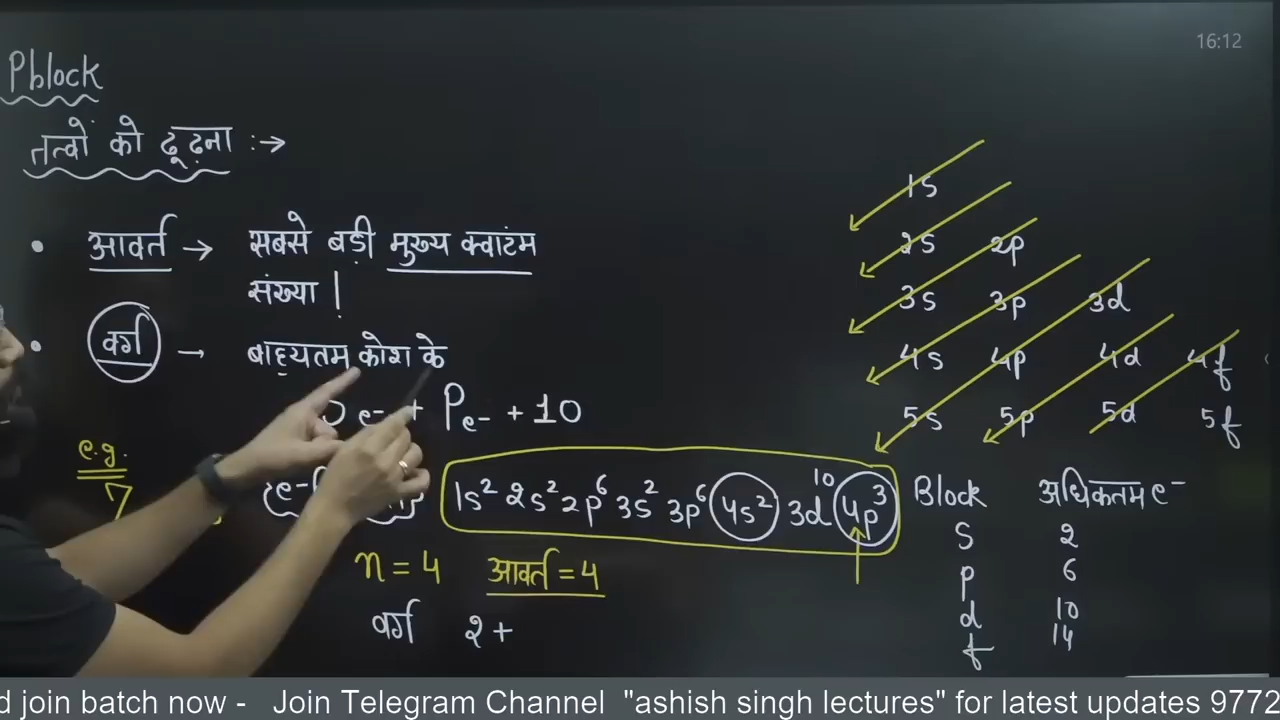 16:12
Pblock
तत्वों को ढूढ़ना :→
• आवर्त → सबसे बड़ी मुख्य क्वाटंम
संख्या |
• वर्ग → बाह्यतम कोश के
e- + Pe- + 10
e.g.
1s² 2s² 2p⁶ 3s² 3p⁶ 4s² 3d¹⁰ 4p³
n = 4 आवर्त = 4
वर्ग 2 +
1s
2s 2p
3s 3p 3d
4s 4p 4d 4f
5s 5p 5d 5f
Block अधिकतम e⁻
S 2
p 6
d 10
f 14
join batch now - Join Telegram Channel "ashish singh lectures" for latest updates 9772